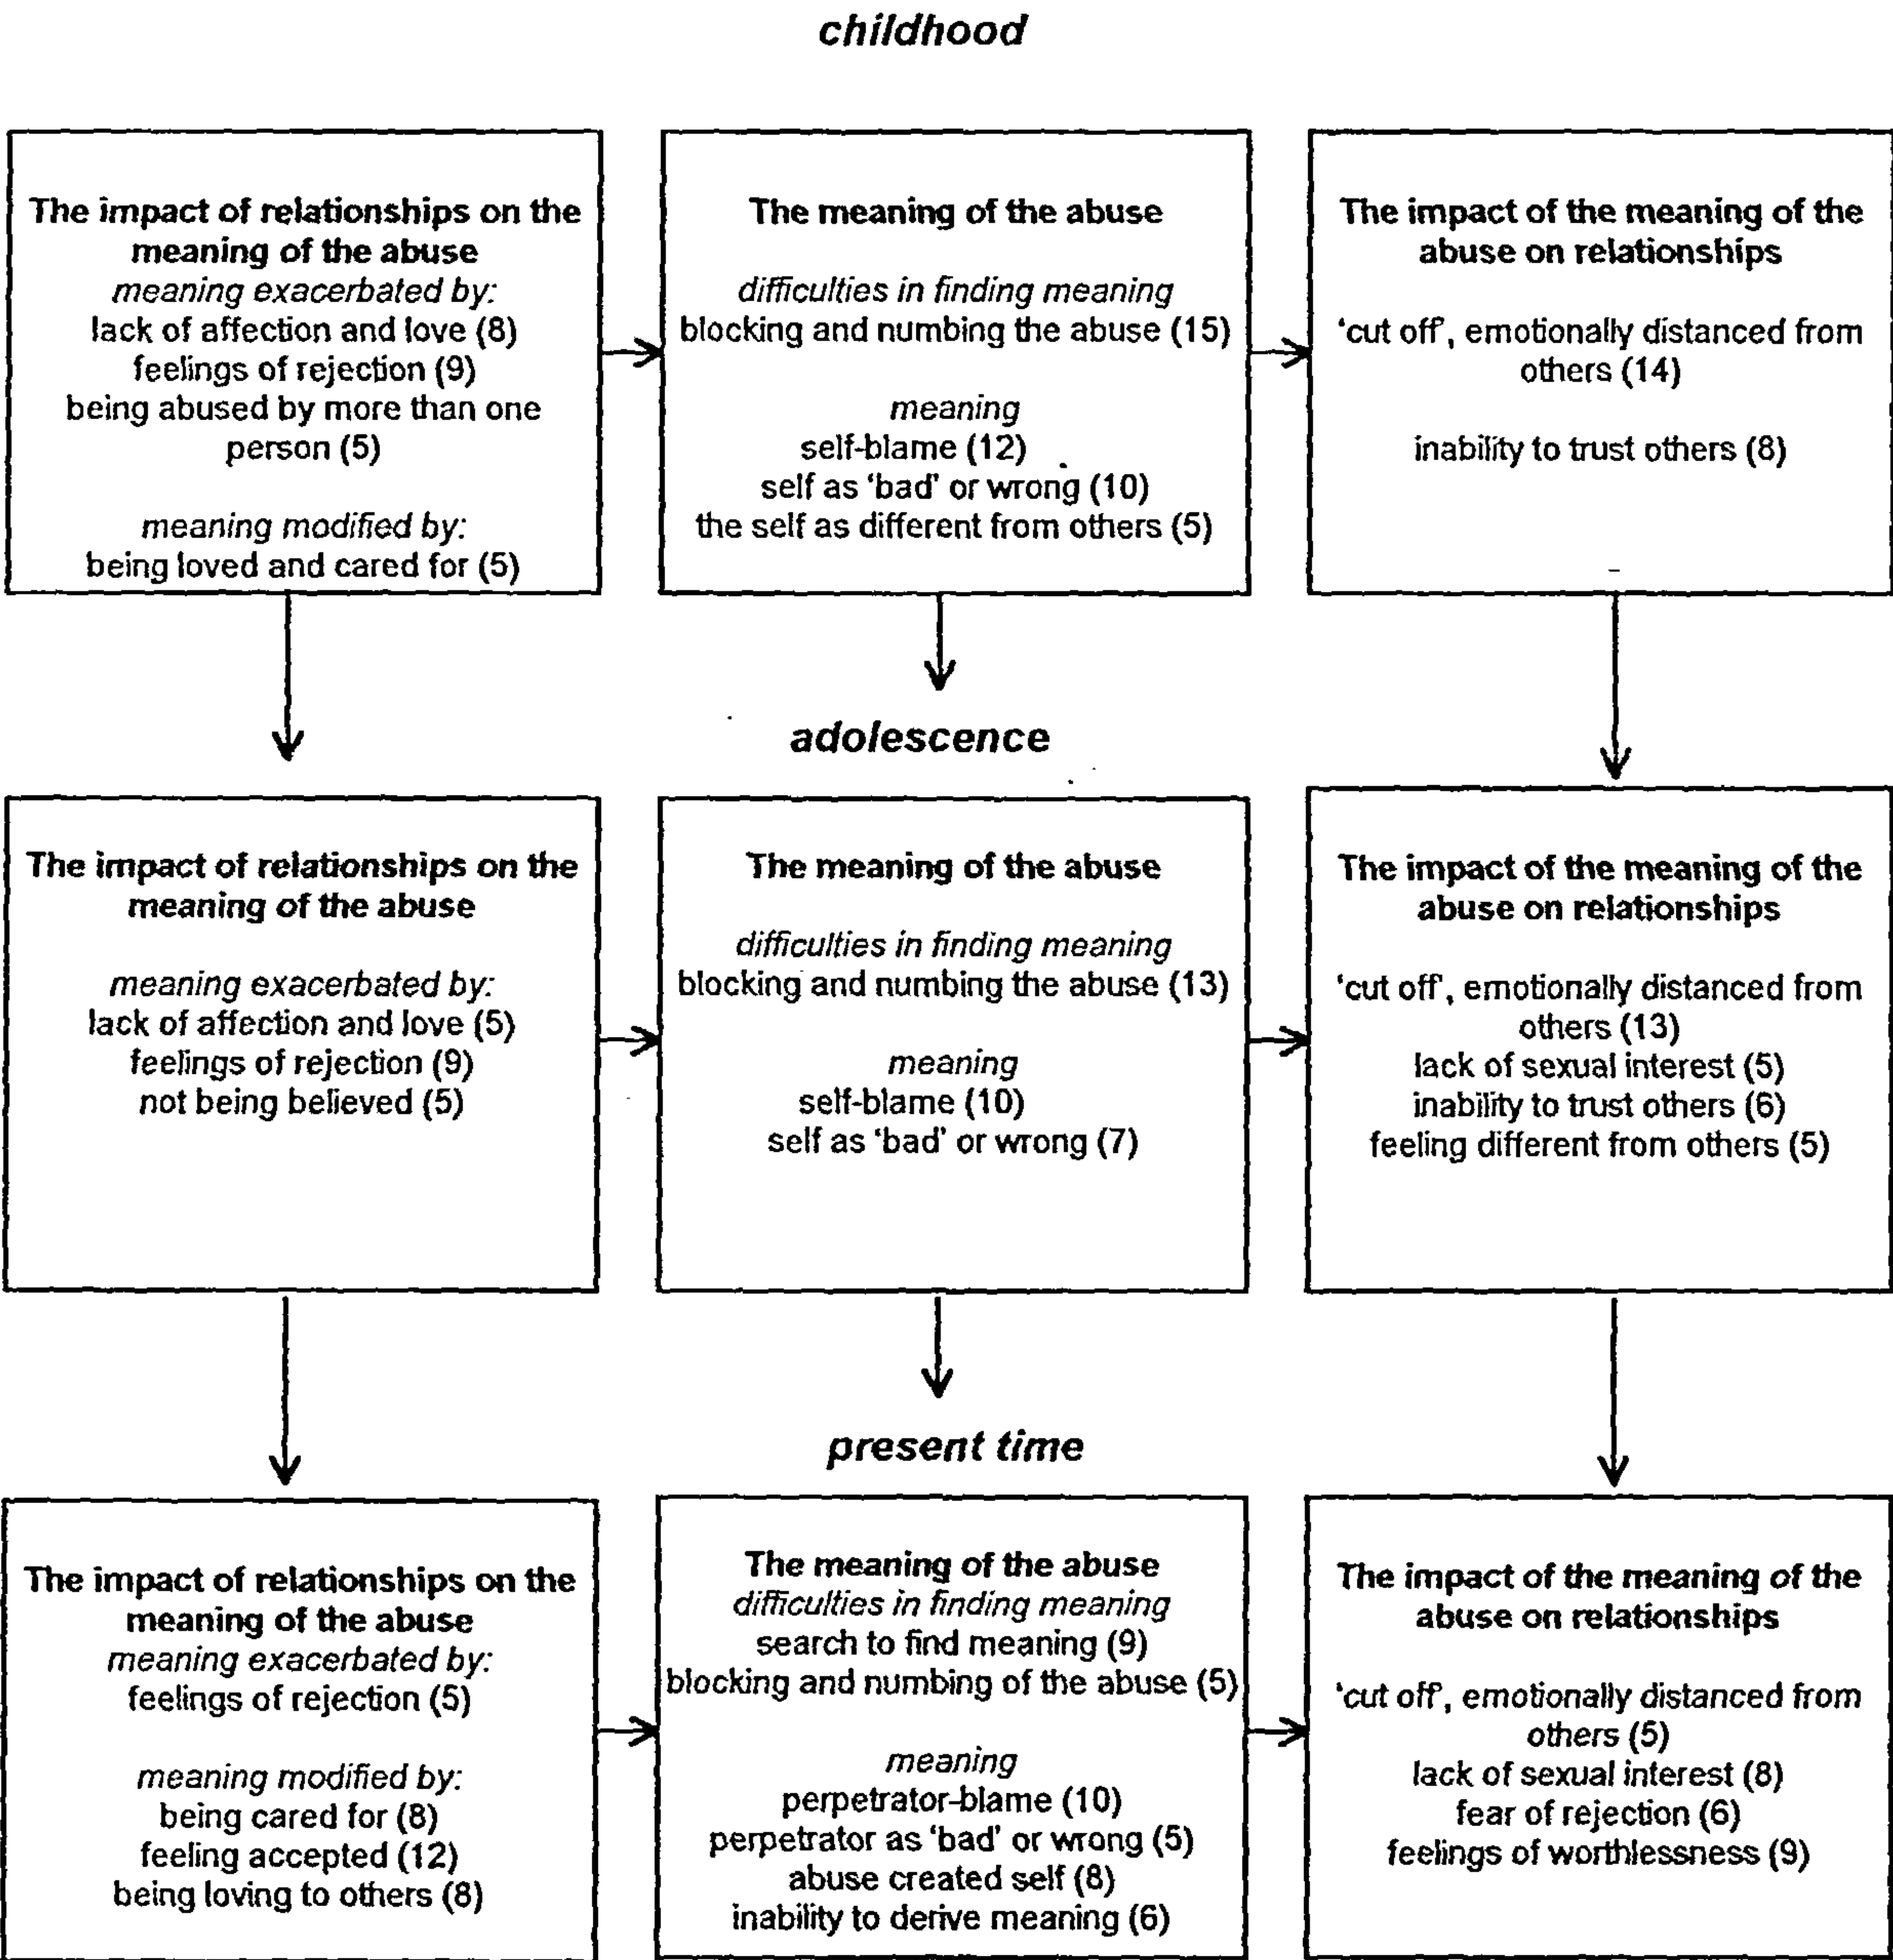 childhood
The impact of relationships on the
meaning of the abuse
meaning exacerbated by:
lack of affection and love (8)
feelings of rejection (9)
being abused by more than one
person (5)
meaning modified by:
being loved and cared for (5)
The meaning of the abuse
difficulties in finding meaning
blocking and numbing the abuse (15)
meaning
self-blame (12)
self as ‘bad’ or wrong (10)
the self as different from others (5)
The impact of the meaning of the
abuse on relationships
‘cut off’, emotionally distanced from
others (14)
inability to trust others (8)
adolescence
The impact of relationships on the
meaning of the abuse
meaning exacerbated by:
lack of affection and love (5)
feelings of rejection (9)
not being believed (5)
The meaning of the abuse
difficulties in finding meaning
blocking and numbing the abuse (13)
meaning
self-blame (10)
self as ‘bad’ or wrong (7)
The impact of the meaning of the
abuse on relationships
‘cut off’, emotionally distanced from
others (13)
lack of sexual interest (5)
inability to trust others (6)
feeling different from others (5)
present time
The impact of relationships on the
meaning of the abuse
meaning exacerbated by:
feelings of rejection (5)
meaning modified by:
being cared for (8)
feeling accepted (12)
being loving to others (8)
The meaning of the abuse
difficulties in finding meaning
search to find meaning (9)
blocking and numbing of the abuse (5)
meaning
perpetrator-blame (10)
perpetrator as ‘bad’ or wrong (5)
abuse created self (8)
inability to derive meaning (6)
The impact of the meaning of the
abuse on relationships
‘cut off’, emotionally distanced from
others (5)
lack of sexual interest (8)
fear of rejection (6)
feelings of worthlessness (9)